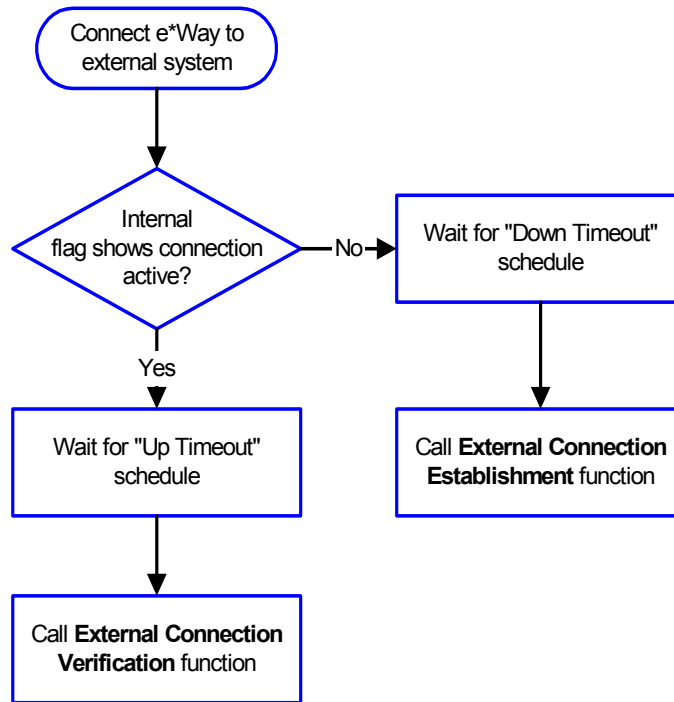 Connect e*Way to
external system
Internal
flag shows connection
active?
No
Wait for "Down Timeout"
schedule
Yes
Wait for "Up Timeout"
schedule
Call External Connection
Establishment function
Call External Connection
Verification function